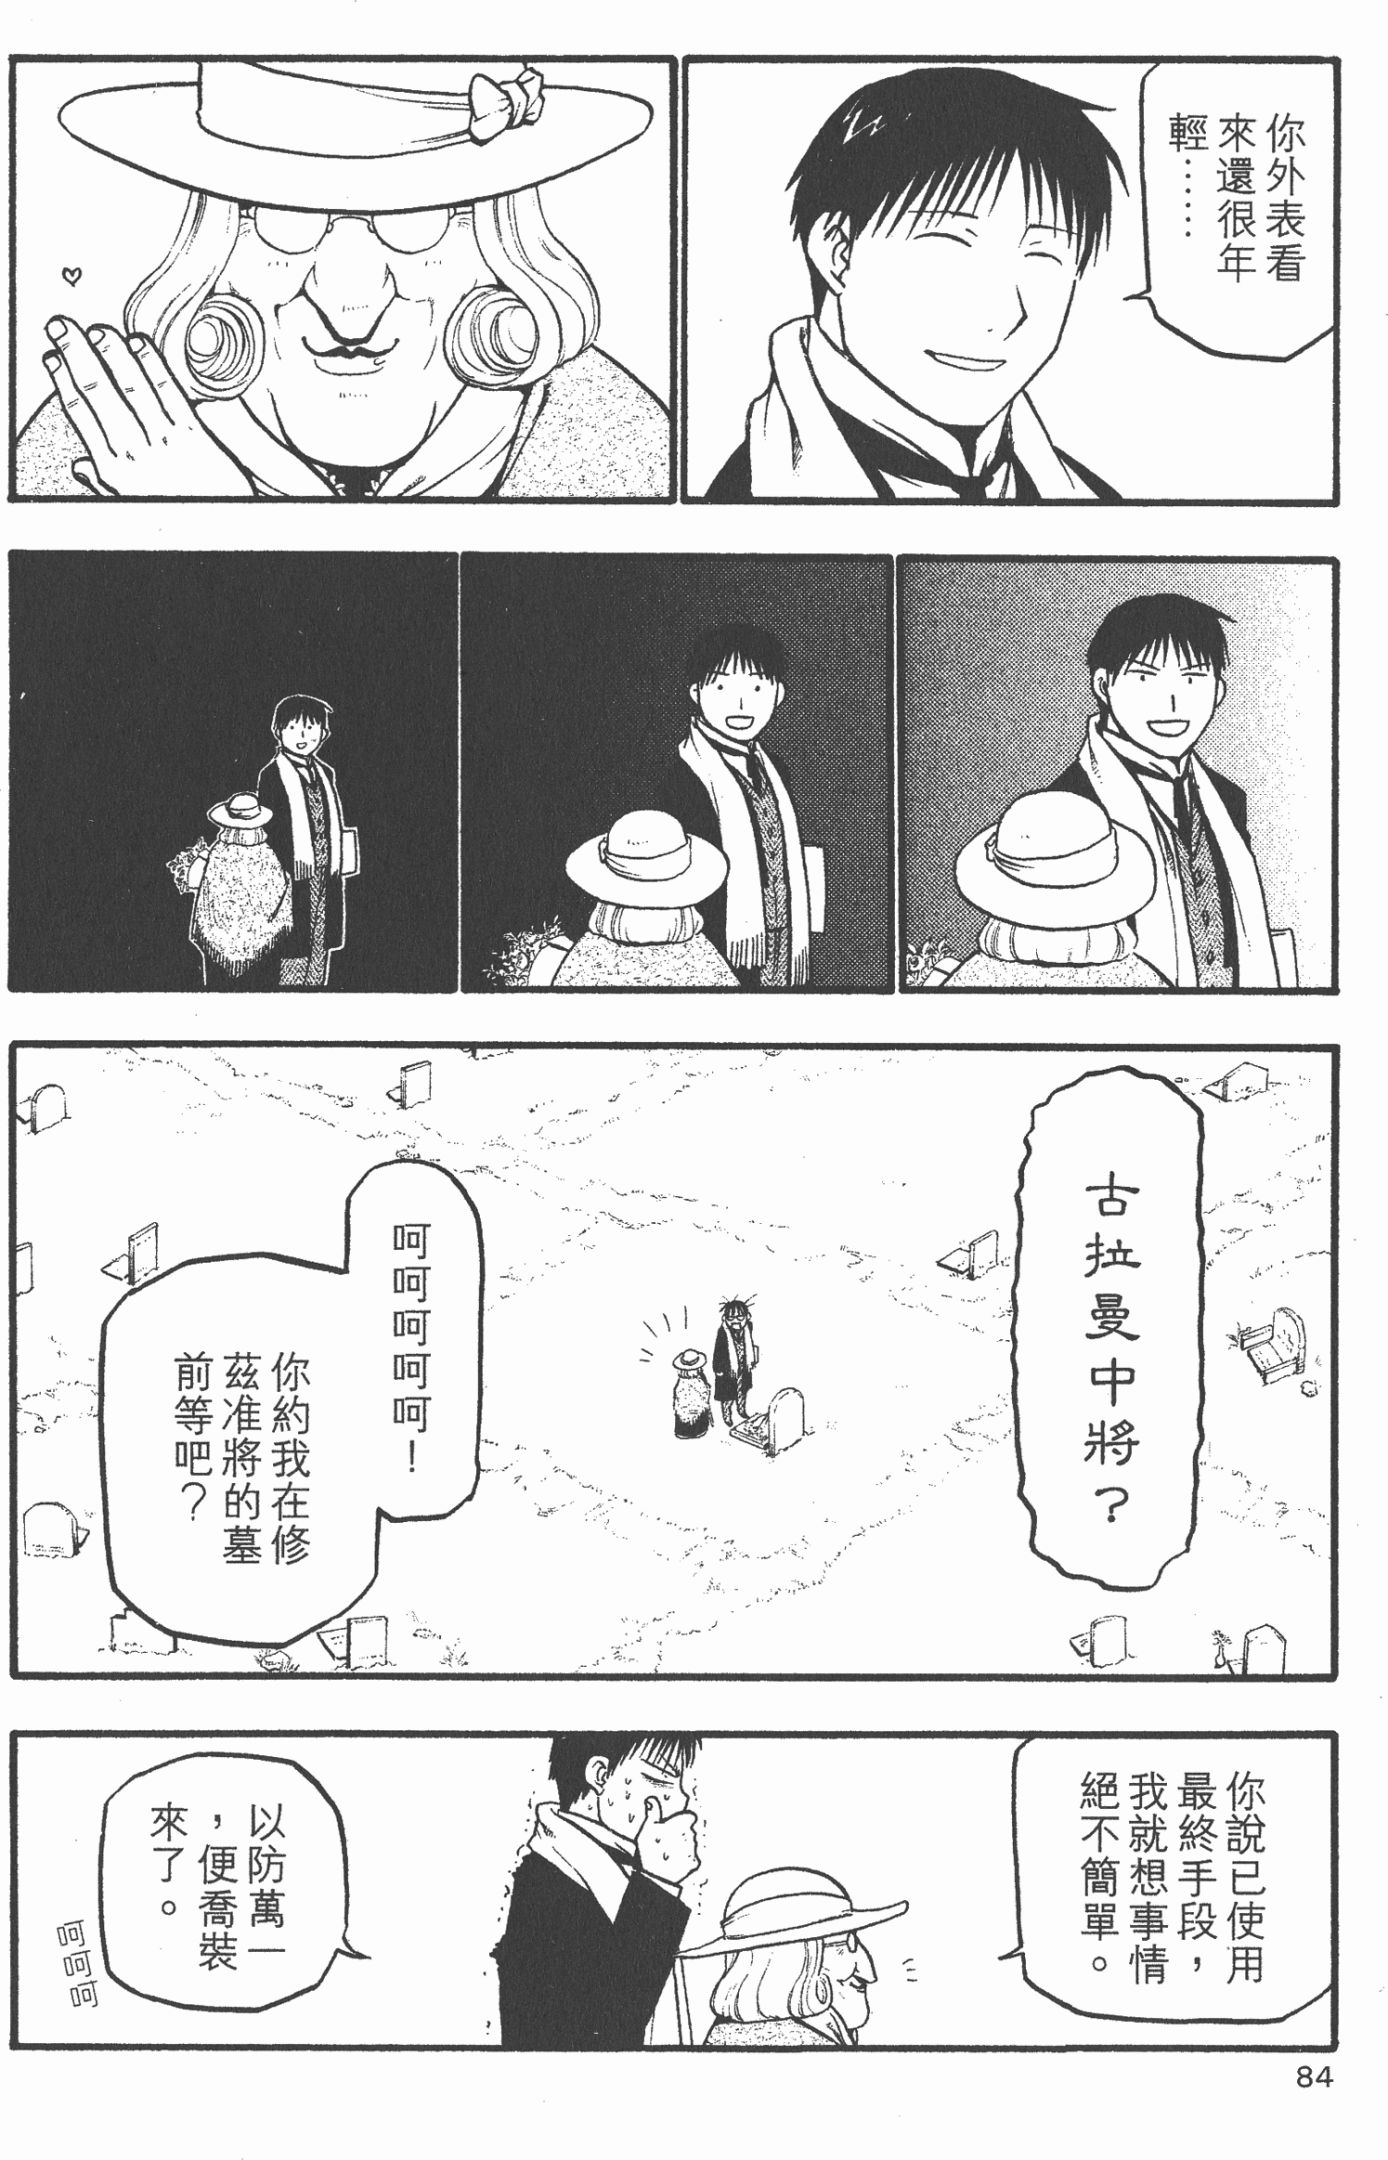 你外表看
來還很年
輕……
古拉曼中將？
呵呵呵呵呵！
你約我在修
茲准將的墓
前等吧？
你說已使用
最終手段，
我就想事情
絕不簡單。
以防萬一
，便喬裝
來了。
呵呵呵
84